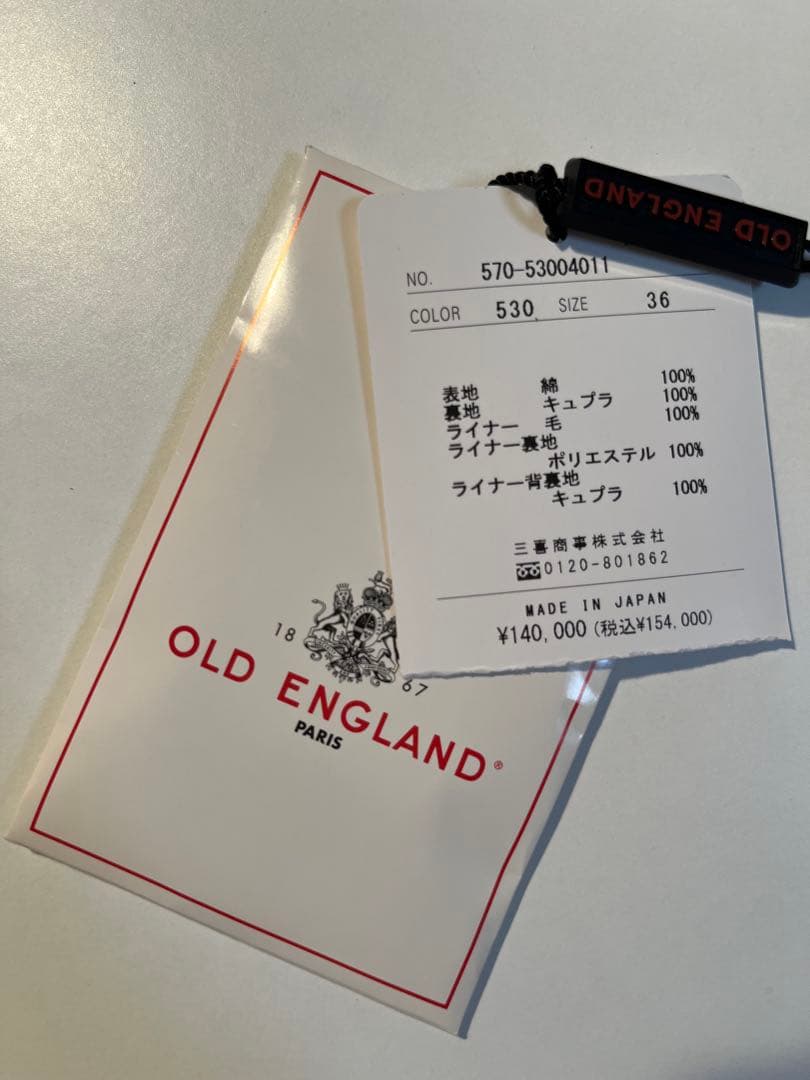 OLD ENGLAND
NO. 570-53004011
COLOR 530 SIZE 36
表地 綿 100%
裏地 キュプラ 100%
ライナー 毛 100%
ライナー裏地
ポリエステル 100%
ライナー背裏地
キュプラ 100%
三喜商事株式会社
0120-801862
MADE IN JAPAN
¥140,000(税込¥154,000)
18 67
OLD ENGLAND®
PARIS